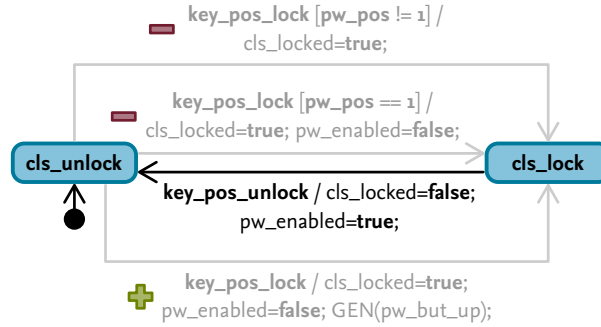 key_pos_lock [pw_pos != 1] /
cls_locked=true;
key_pos_lock [pw_pos == 1] /
cls_locked=true; pw_enabled=false;
cls_unlock
cls_lock
key_pos_unlock / cls_locked=false;
pw_enabled=true;
key_pos_lock / cls_locked=true;
pw_enabled=false; GEN(pw_but_up);